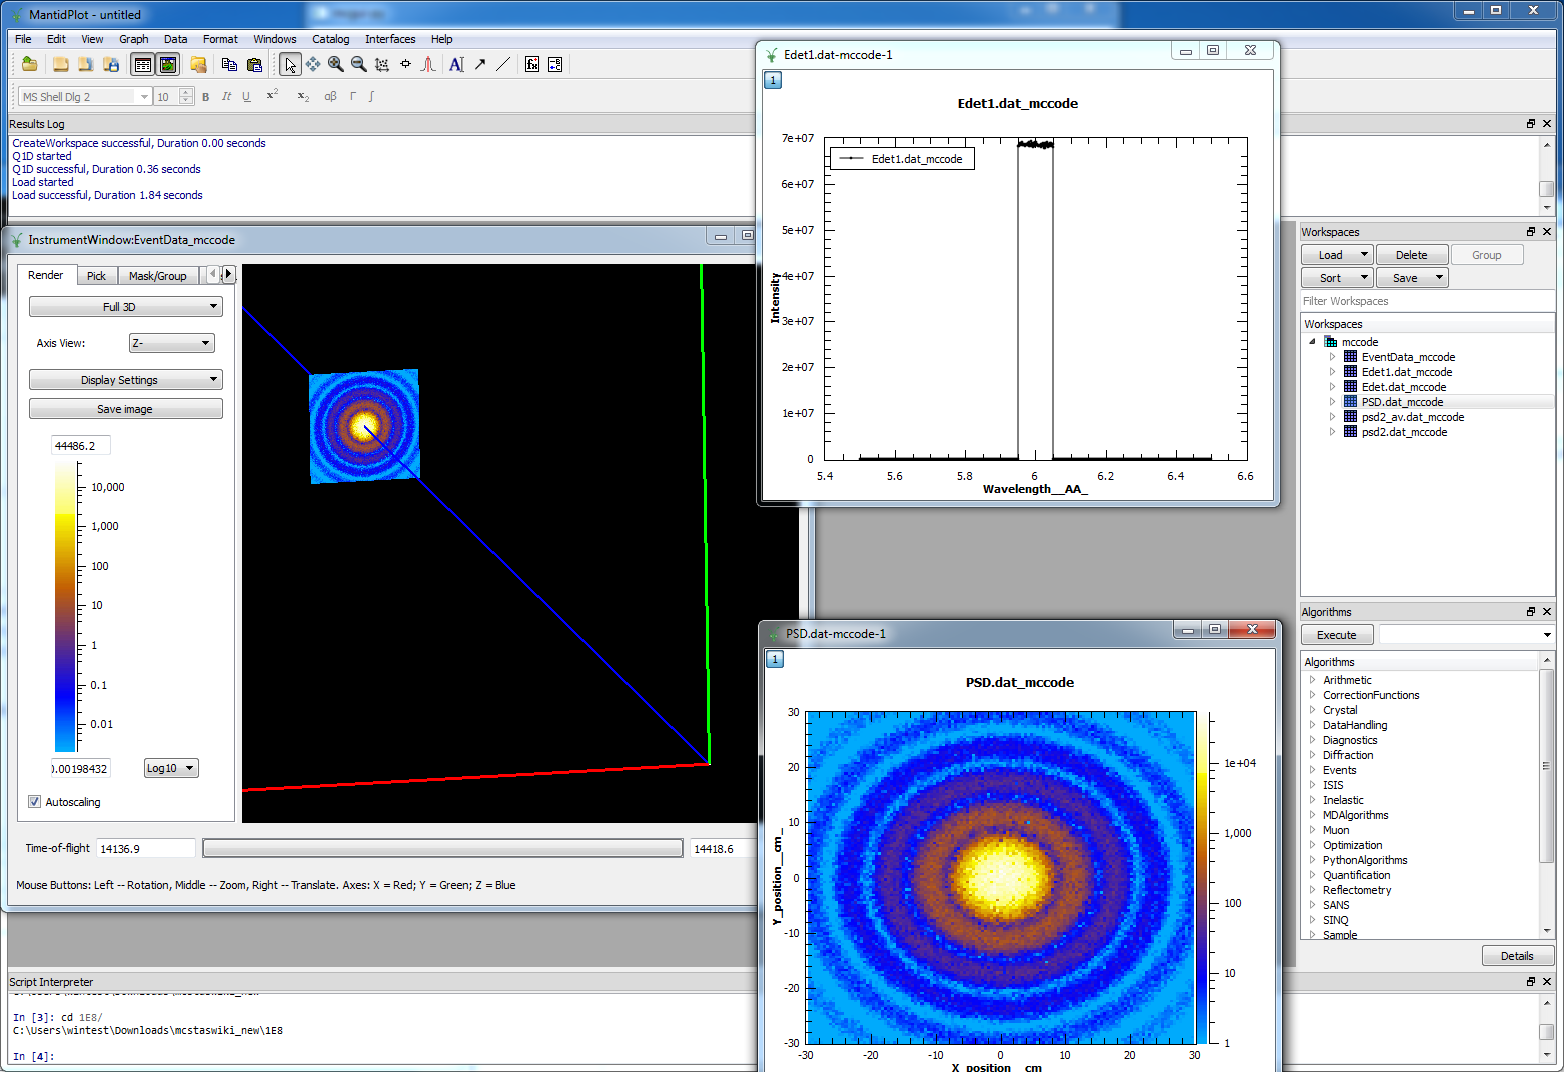 MantidPlot - untitled
File Edit View Graph Data Format Windows Catalog Interfaces Help
MS Shell Dlg 2 10 B It U x² x₂ αβ Γ ∫
Results Log
CreateWorkspace successful, Duration 0.00 seconds
Q1D started
Q1D successful, Duration 0.36 seconds
Load started
Load successful, Duration 1.84 seconds
InstrumentWindow:EventData_mccode
Render Pick Mask/Group
Full 3D
Axis View: Z-
Display Settings
Save image
44486.2
10,000
1,000
100
10
1
0.1
0.01
0.00198432 Log10
Autoscaling
Time-of-flight 14136.9 14418.6
Mouse Buttons: Left -- Rotation, Middle -- Zoom, Right -- Translate. Axes: X = Red; Y = Green; Z = Blue
Edet1.dat-mccode-1
1
Edet1.dat_mccode
7e+07
Edet1.dat_mccode
6e+07
5e+07
4e+07
Intensity
3e+07
2e+07
1e+07
0
5.4 5.6 5.8 6 6.2 6.4 6.6
Wavelength__AA_
PSD.dat-mccode-1
1
PSD.dat_mccode
30
20
10
0
-10
-20
-30
Y_position__cm_
-30 -20 -10 0 10 20 30
X_position__cm_
1e+04
1,000
100
10
1
Workspaces
Load Delete Group
Sort Save
Filter Workspaces
Workspaces
mccode
EventData_mccode
Edet1.dat_mccode
Edet.dat_mccode
PSD.dat_mccode
psd2_av.dat_mccode
psd2.dat_mccode
Algorithms
Execute
Algorithms
Arithmetic
CorrectionFunctions
Crystal
DataHandling
Diagnostics
Diffraction
Events
ISIS
Inelastic
MDAlgorithms
Muon
Optimization
PythonAlgorithms
Quantification
Reflectometry
SANS
SINQ
Sample
Details
Script Interpreter
In [3]: cd 1E8/
C:\Users\wintest\Downloads\mcstaswiki_new\1E8
In [4]: